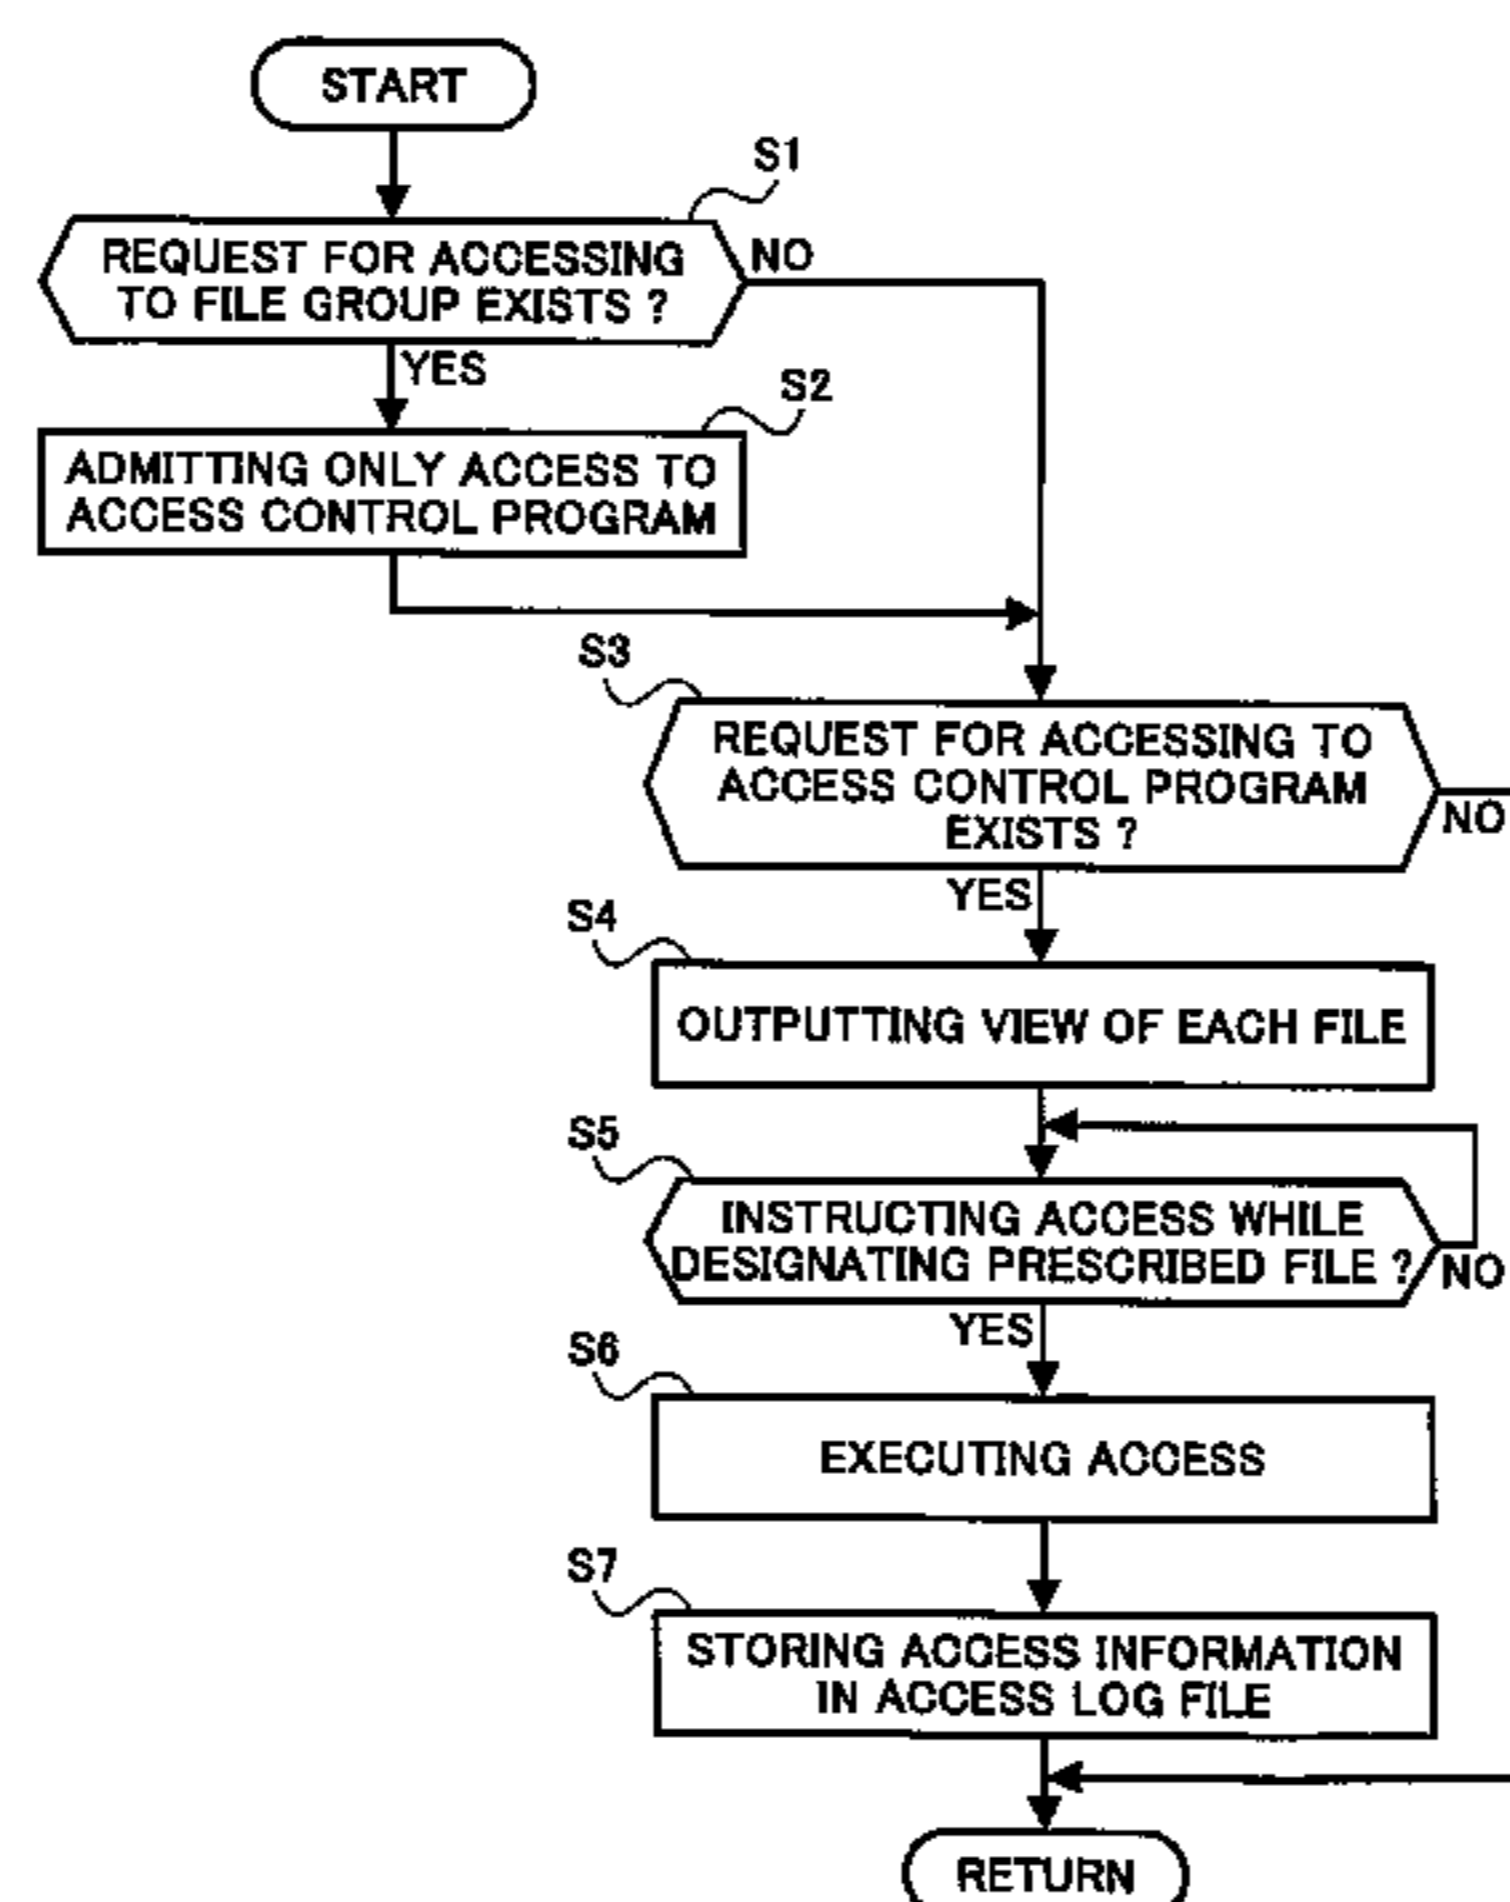 START
S1
REQUEST FOR ACCESSING
TO FILE GROUP EXISTS ?
NO
YES
S2
ADMITTING ONLY ACCESS TO
ACCESS CONTROL PROGRAM
S3
REQUEST FOR ACCESSING TO
ACCESS CONTROL PROGRAM
EXISTS ?
NO
YES
S4
OUTPUTTING VIEW OF EACH FILE
S5
INSTRUCTING ACCESS WHILE
DESIGNATING PRESCRIBED FILE ?
NO
YES
S6
EXECUTING ACCESS
S7
STORING ACCESS INFORMATION
IN ACCESS LOG FILE
RETURN